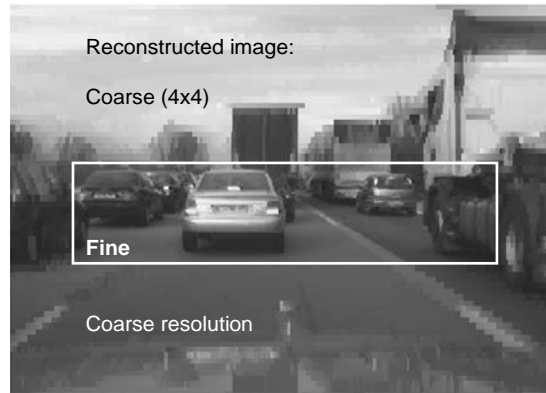 Reconstructed image:
Coarse (4x4)
Fine
Coarse resolution